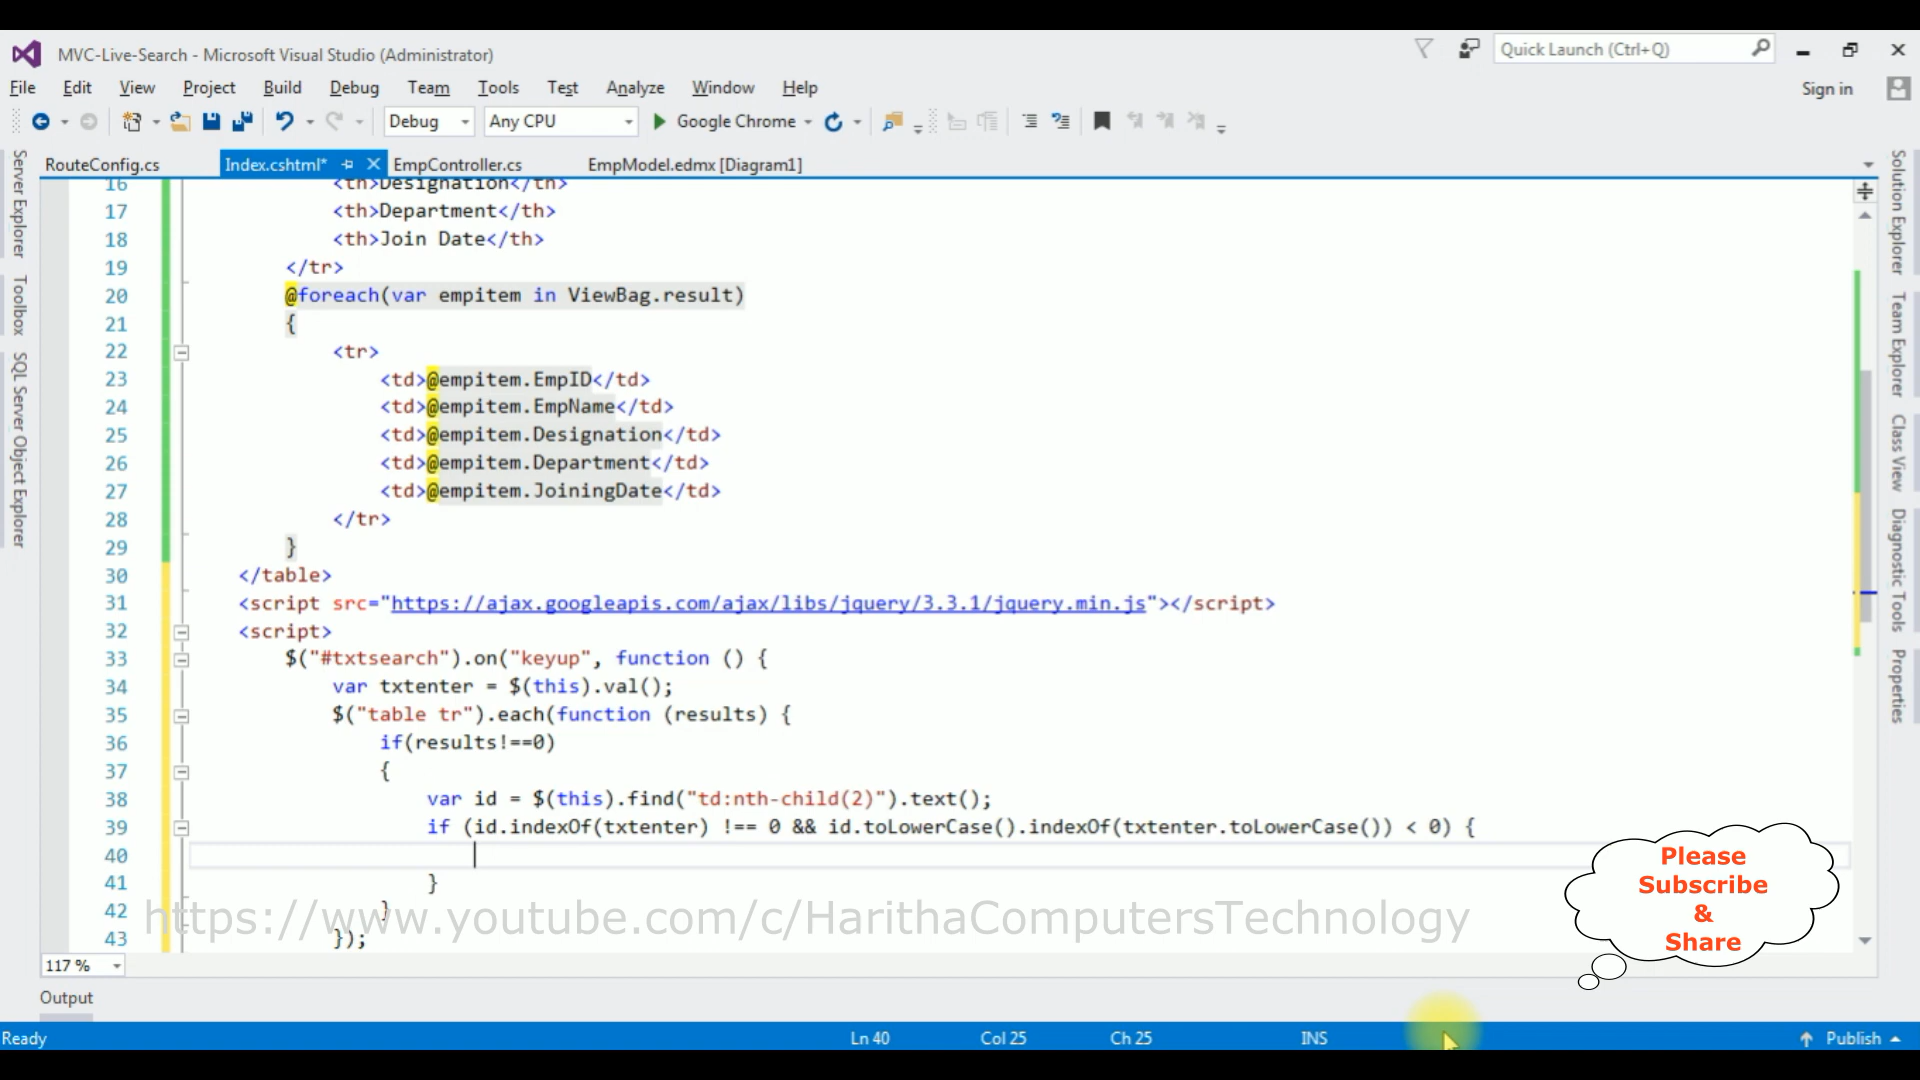 MVC-Live-Search - Microsoft Visual Studio (Administrator)
Quick Launch (Ctrl+Q)
File Edit View Project Build Debug Team Tools Test Analyze Window Help
Sign in
Debug Any CPU Google Chrome
RouteConfig.cs Index.cshtml* EmpController.cs EmpModel.edmx [Diagram1]
Server Explorer
Toolbox
SQL Server Object Explorer
Solution Explorer
Team Explorer
Class View
Diagnostic Tools
Properties
16 <th>Designation</th>
17 <th>Department</th>
18 <th>Join Date</th>
19 </tr>
20 @foreach(var empitem in ViewBag.result)
21 {
22 <tr>
23 <td>@empitem.EmpID</td>
24 <td>@empitem.EmpName</td>
25 <td>@empitem.Designation</td>
26 <td>@empitem.Department</td>
27 <td>@empitem.JoiningDate</td>
28 </tr>
29 }
30 </table>
31 <script src="https://ajax.googleapis.com/ajax/libs/jquery/3.3.1/jquery.min.js"></script>
32 <script>
33 $("#txtsearch").on("keyup", function () {
34 var txtenter = $(this).val();
35 $("table tr").each(function (results) {
36 if(results!==0)
37 {
38 var id = $(this).find("td:nth-child(2)").text();
39 if (id.indexOf(txtenter) !== 0 && id.toLowerCase().indexOf(txtenter.toLowerCase()) < 0) {
40
41 }
42 }
43 });
https://www.youtube.com/c/HarithaComputersTechnology
Please
Subscribe
&
Share
117 %
Output
Ready Ln 40 Col 25 Ch 25 INS Publish